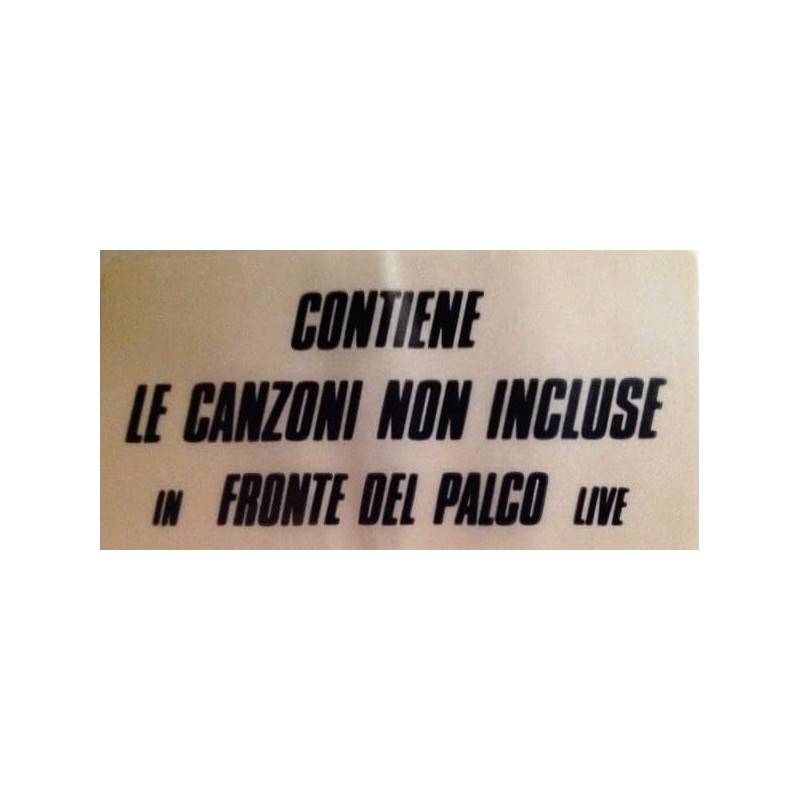 CONTIENE
LE CANZONI NON INCLUSE
IN FRONTE DEL PALCO LIVE